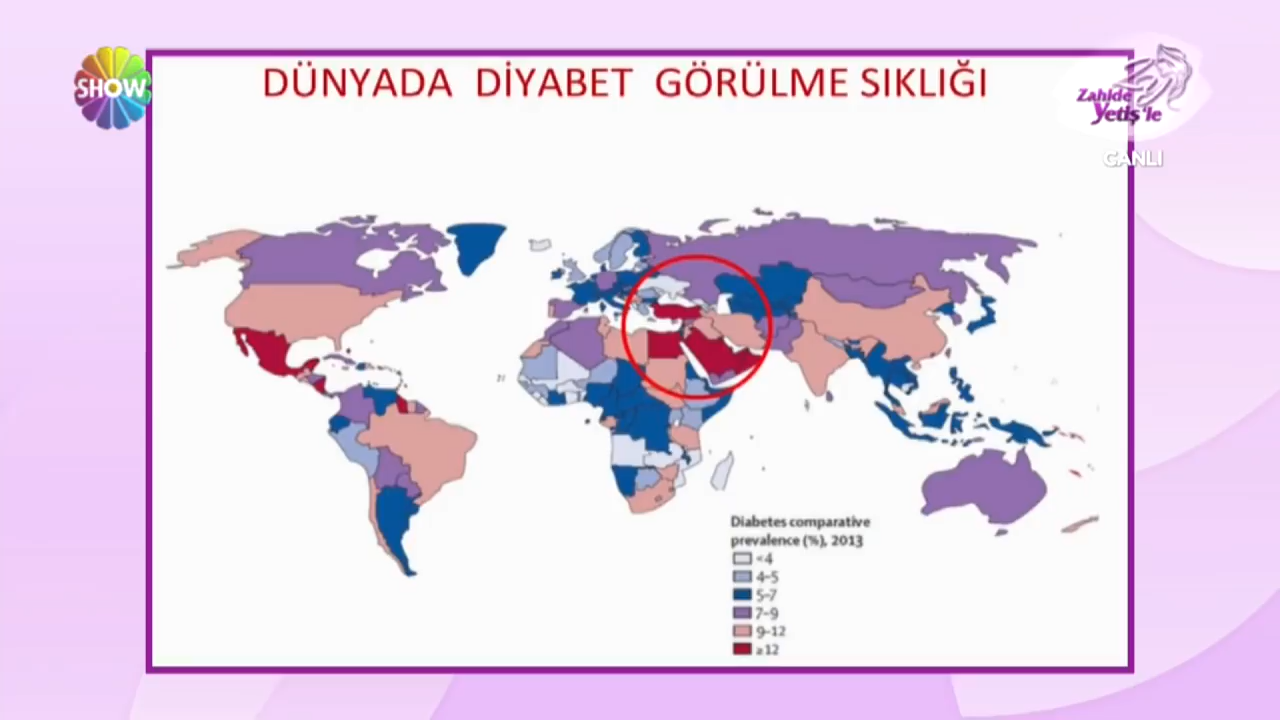 SHOW
DÜNYADA DİYABET GÖRÜLME SIKLIĞI
Zahide
Yetiş'le
CANLI
Diabetes comparative
prevalence (%), 2013
<4
4–5
5–7
7–9
9–12
≥12